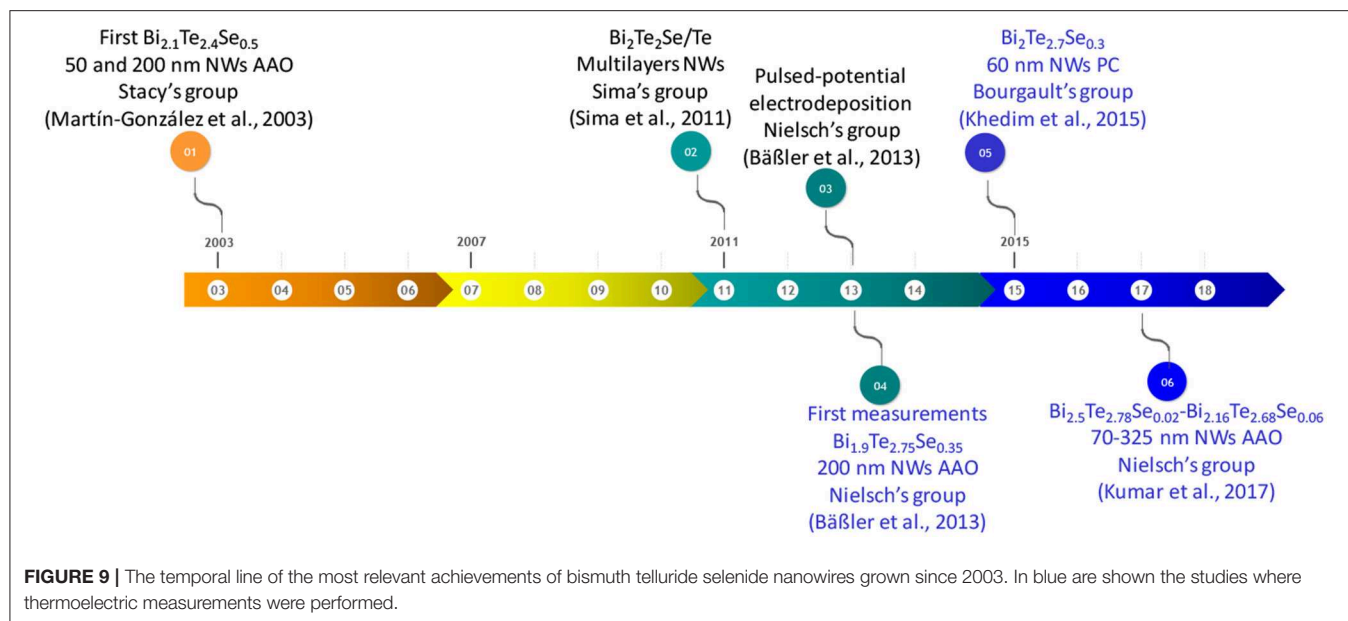 First Bi2.1Te2.4Se0.5
50 and 200 nm NWs AAO
Stacy's group
(Martín-González et al., 2003)
01
Bi2Te2Se/Te
Multilayers NWs
Sima's group
(Sima et al., 2011)
02
Pulsed-potential
electrodeposition
Nielsch's group
(Bäßler et al., 2013)
03
Bi2Te2.7Se0.3
60 nm NWs PC
Bourgault's group
(Khedim et al., 2015)
05
2003 2007 2011 2015
03 04 05 06 07 08 09 10 11 12 13 14 15 16 17 18
04
First measurements
Bi1.9Te2.75Se0.35
200 nm NWs AAO
Nielsch's group
(Bäßler et al., 2013)
06
Bi2.5Te2.78Se0.02-Bi2.16Te2.68Se0.06
70-325 nm NWs AAO
Nielsch's group
(Kumar et al., 2017)
FIGURE 9 | The temporal line of the most relevant achievements of bismuth telluride selenide nanowires grown since 2003. In blue are shown the studies where
thermoelectric measurements were performed.